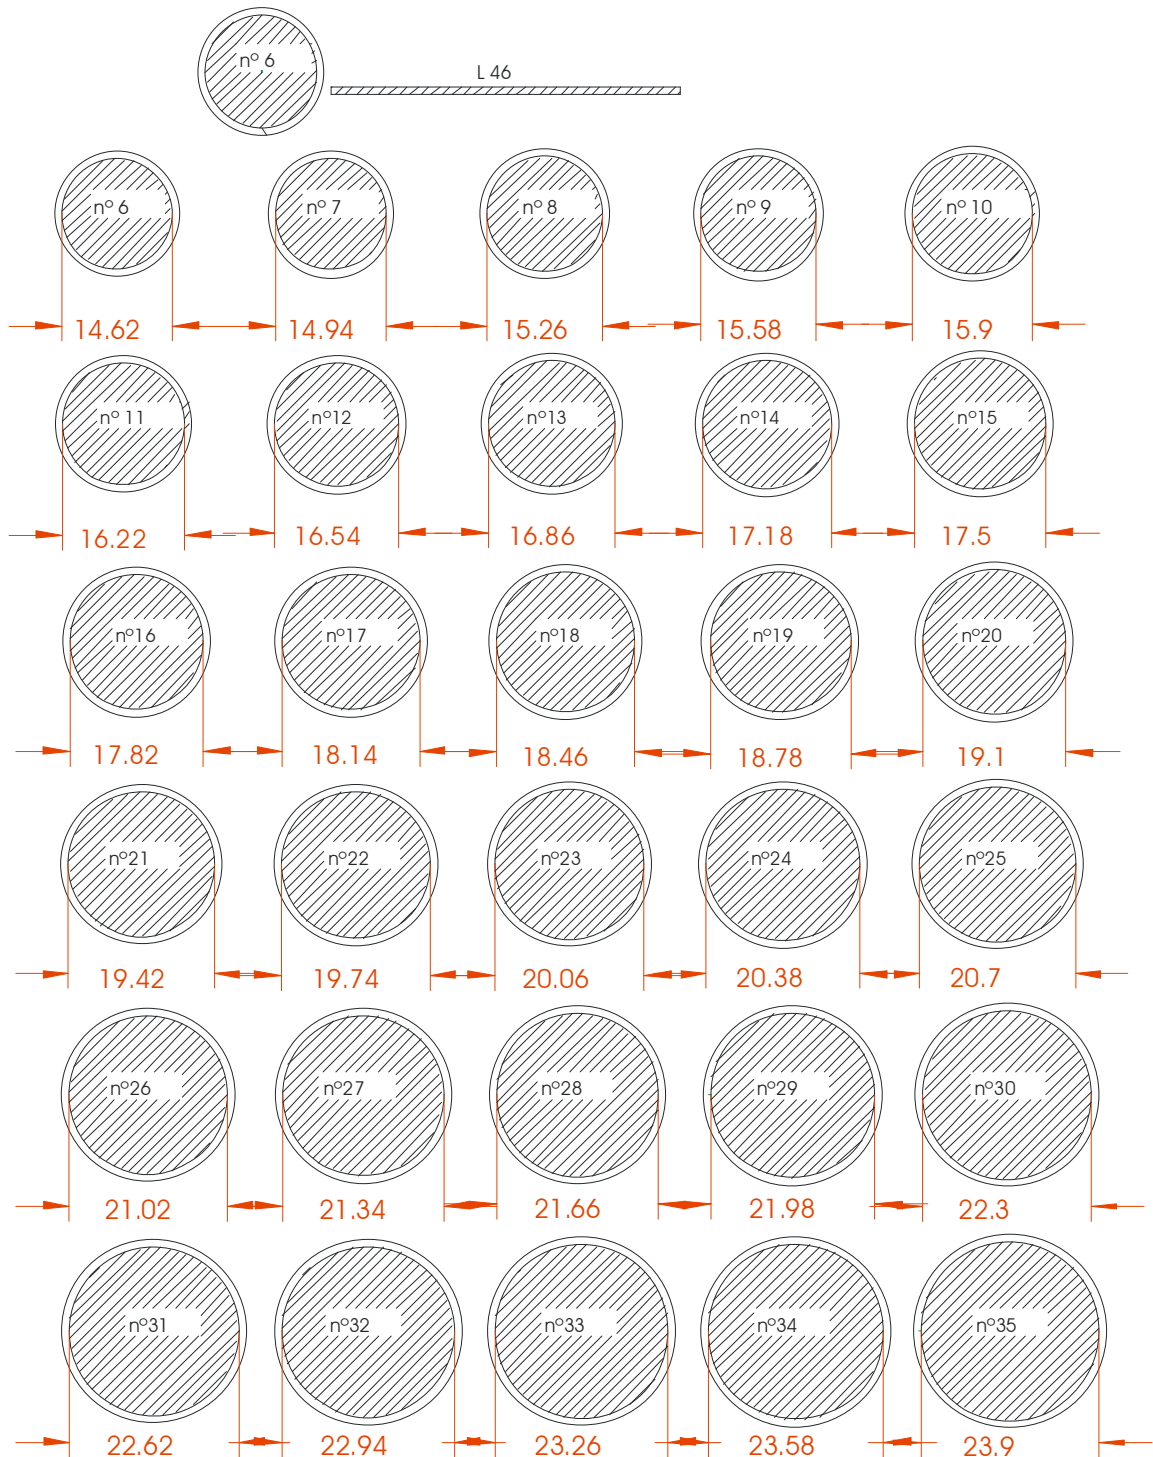 nº 6
L 46
nº 6 nº 7 nº 8 nº 9 nº 10
14.62 14.94 15.26 15.58 15.9
nº 11 nº12 nº13 nº14 nº15
16.22 16.54 16.86 17.18 17.5
nº16 nº17 nº18 nº19 nº20
17.82 18.14 18.46 18.78 19.1
nº21 nº22 nº23 nº24 nº25
19.42 19.74 20.06 20.38 20.7
nº26 nº27 nº28 nº29 nº30
21.02 21.34 21.66 21.98 22.3
nº31 nº32 nº33 nº34 nº35
22.62 22.94 23.26 23.58 23.9